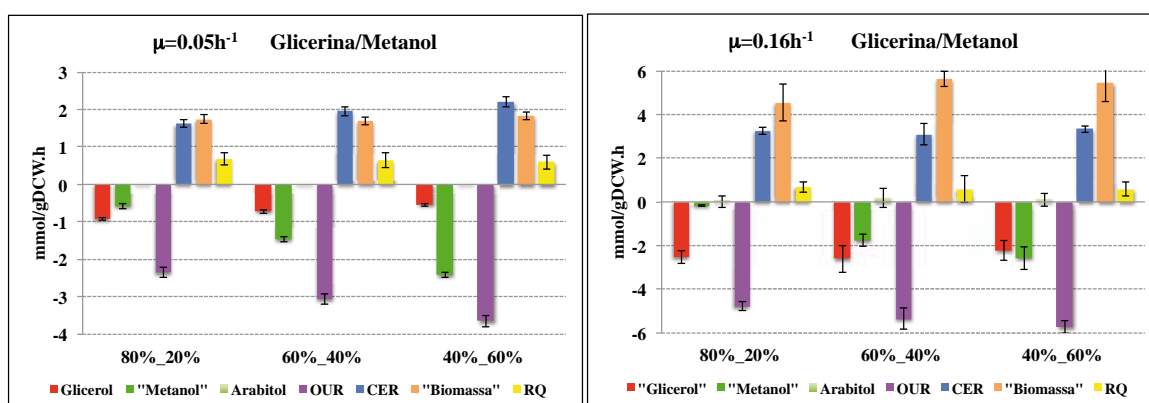 μ=0.05h-1 Glicerina/Metanol
mmol/gDCW.h
3
2
1
0
-1
-2
-3
-4
80%_20% 60%_40% 40%_60%
Glicerol "Metanol" Arabitol OUR CER "Biomassa" RQ
μ=0.16h-1 Glicerina/Metanol
mmol/gDCW.h
6
4
2
0
-2
-4
-6
80%_20% 60%_40% 40%_60%
"Glicerol" "Metanol" Arabitol OUR CER "Biomassa" RQ